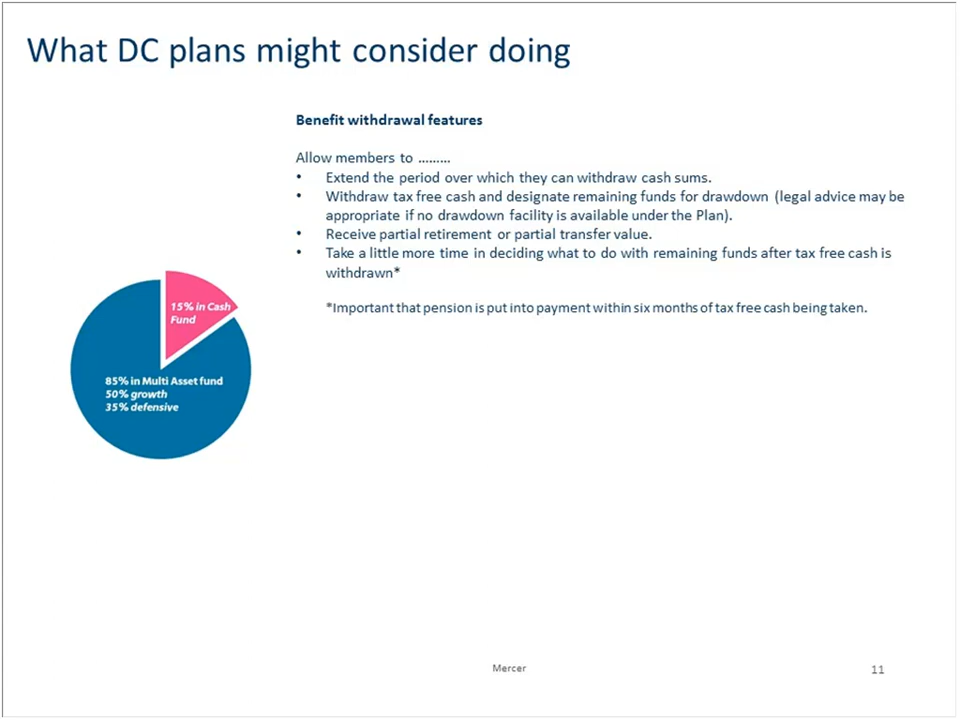 What DC plans might consider doing
Benefit withdrawal features
Allow members to .........
• Extend the period over which they can withdraw cash sums.
• Withdraw tax free cash and designate remaining funds for drawdown (legal advice may be
appropriate if no drawdown facility is available under the Plan).
• Receive partial retirement or partial transfer value.
• Take a little more time in deciding what to do with remaining funds after tax free cash is
withdrawn*
*Important that pension is put into payment within six months of tax free cash being taken.
15% in Cash
Fund
85% in Multi Asset fund
50% growth
35% defensive
Mercer
11